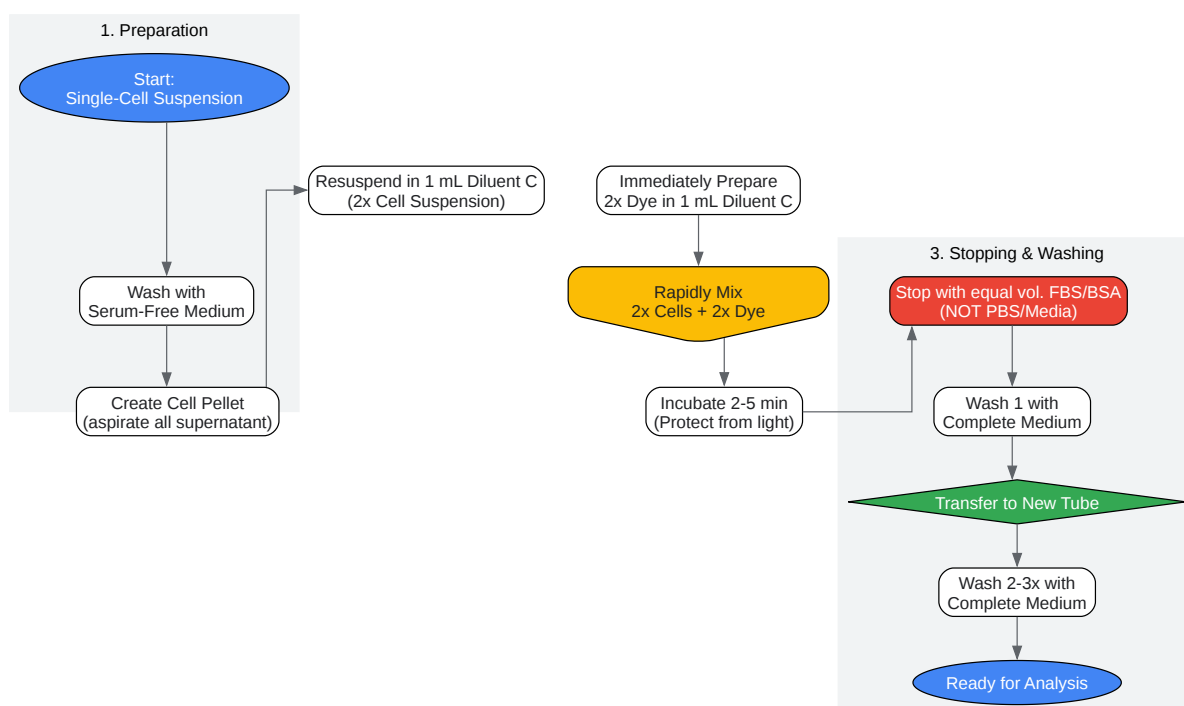 1. Preparation
Start:
Single-Cell Suspension
Wash with
Serum-Free Medium
Create Cell Pellet
(aspirate all supernatant)
Resuspend in 1 mL Diluent C
(2x Cell Suspension)
Immediately Prepare
2x Dye in 1 mL Diluent C
Rapidly Mix
2x Cells + 2x Dye
Incubate 2-5 min
(Protect from light)
3. Stopping & Washing
Stop with equal vol. FBS/BSA
(NOT PBS/Media)
Wash 1 with
Complete Medium
Transfer to New Tube
Wash 2-3x with
Complete Medium
Ready for Analysis